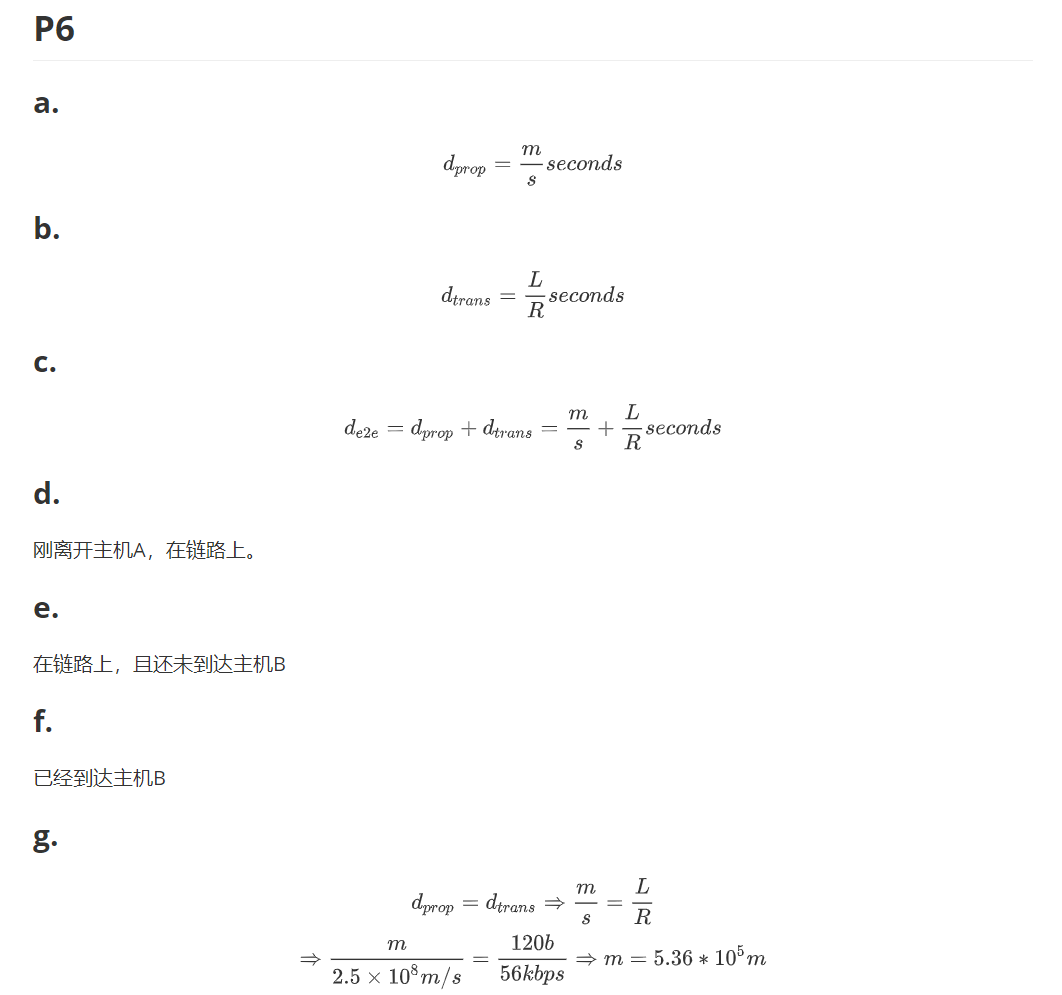 P6
a.
$d_{prop} = \frac{m}{s} seconds$
b.
$d_{trans} = \frac{L}{R} seconds$
c.
$d_{e2e} = d_{prop} + d_{trans} = \frac{m}{s} + \frac{L}{R} seconds$
d.
刚离开主机A，在链路上。
e.
在链路上，且还未到达主机B
f.
已经到达主机B
g.
$d_{prop} = d_{trans} \Rightarrow \frac{m}{s} = \frac{L}{R}$
$\Rightarrow \frac{m}{2.5 \times 10^8 m/s} = \frac{120b}{56kbps} \Rightarrow m = 5.36 * 10^5 m$